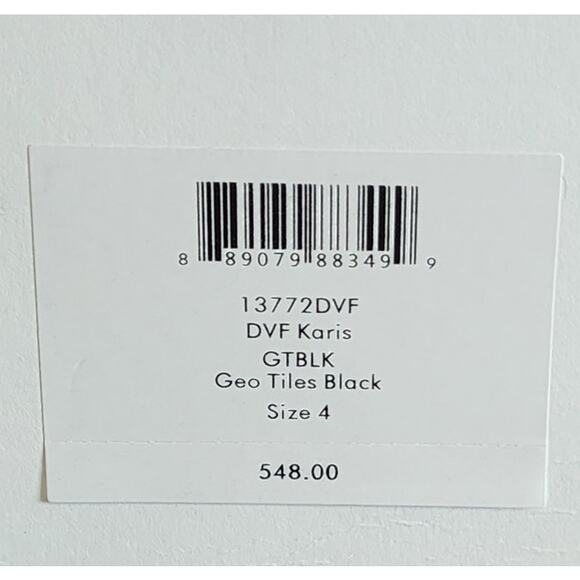 8 89079 88349 9
13772DVF
DVF Karis
GTBLK
Geo Tiles Black
Size 4
548.00